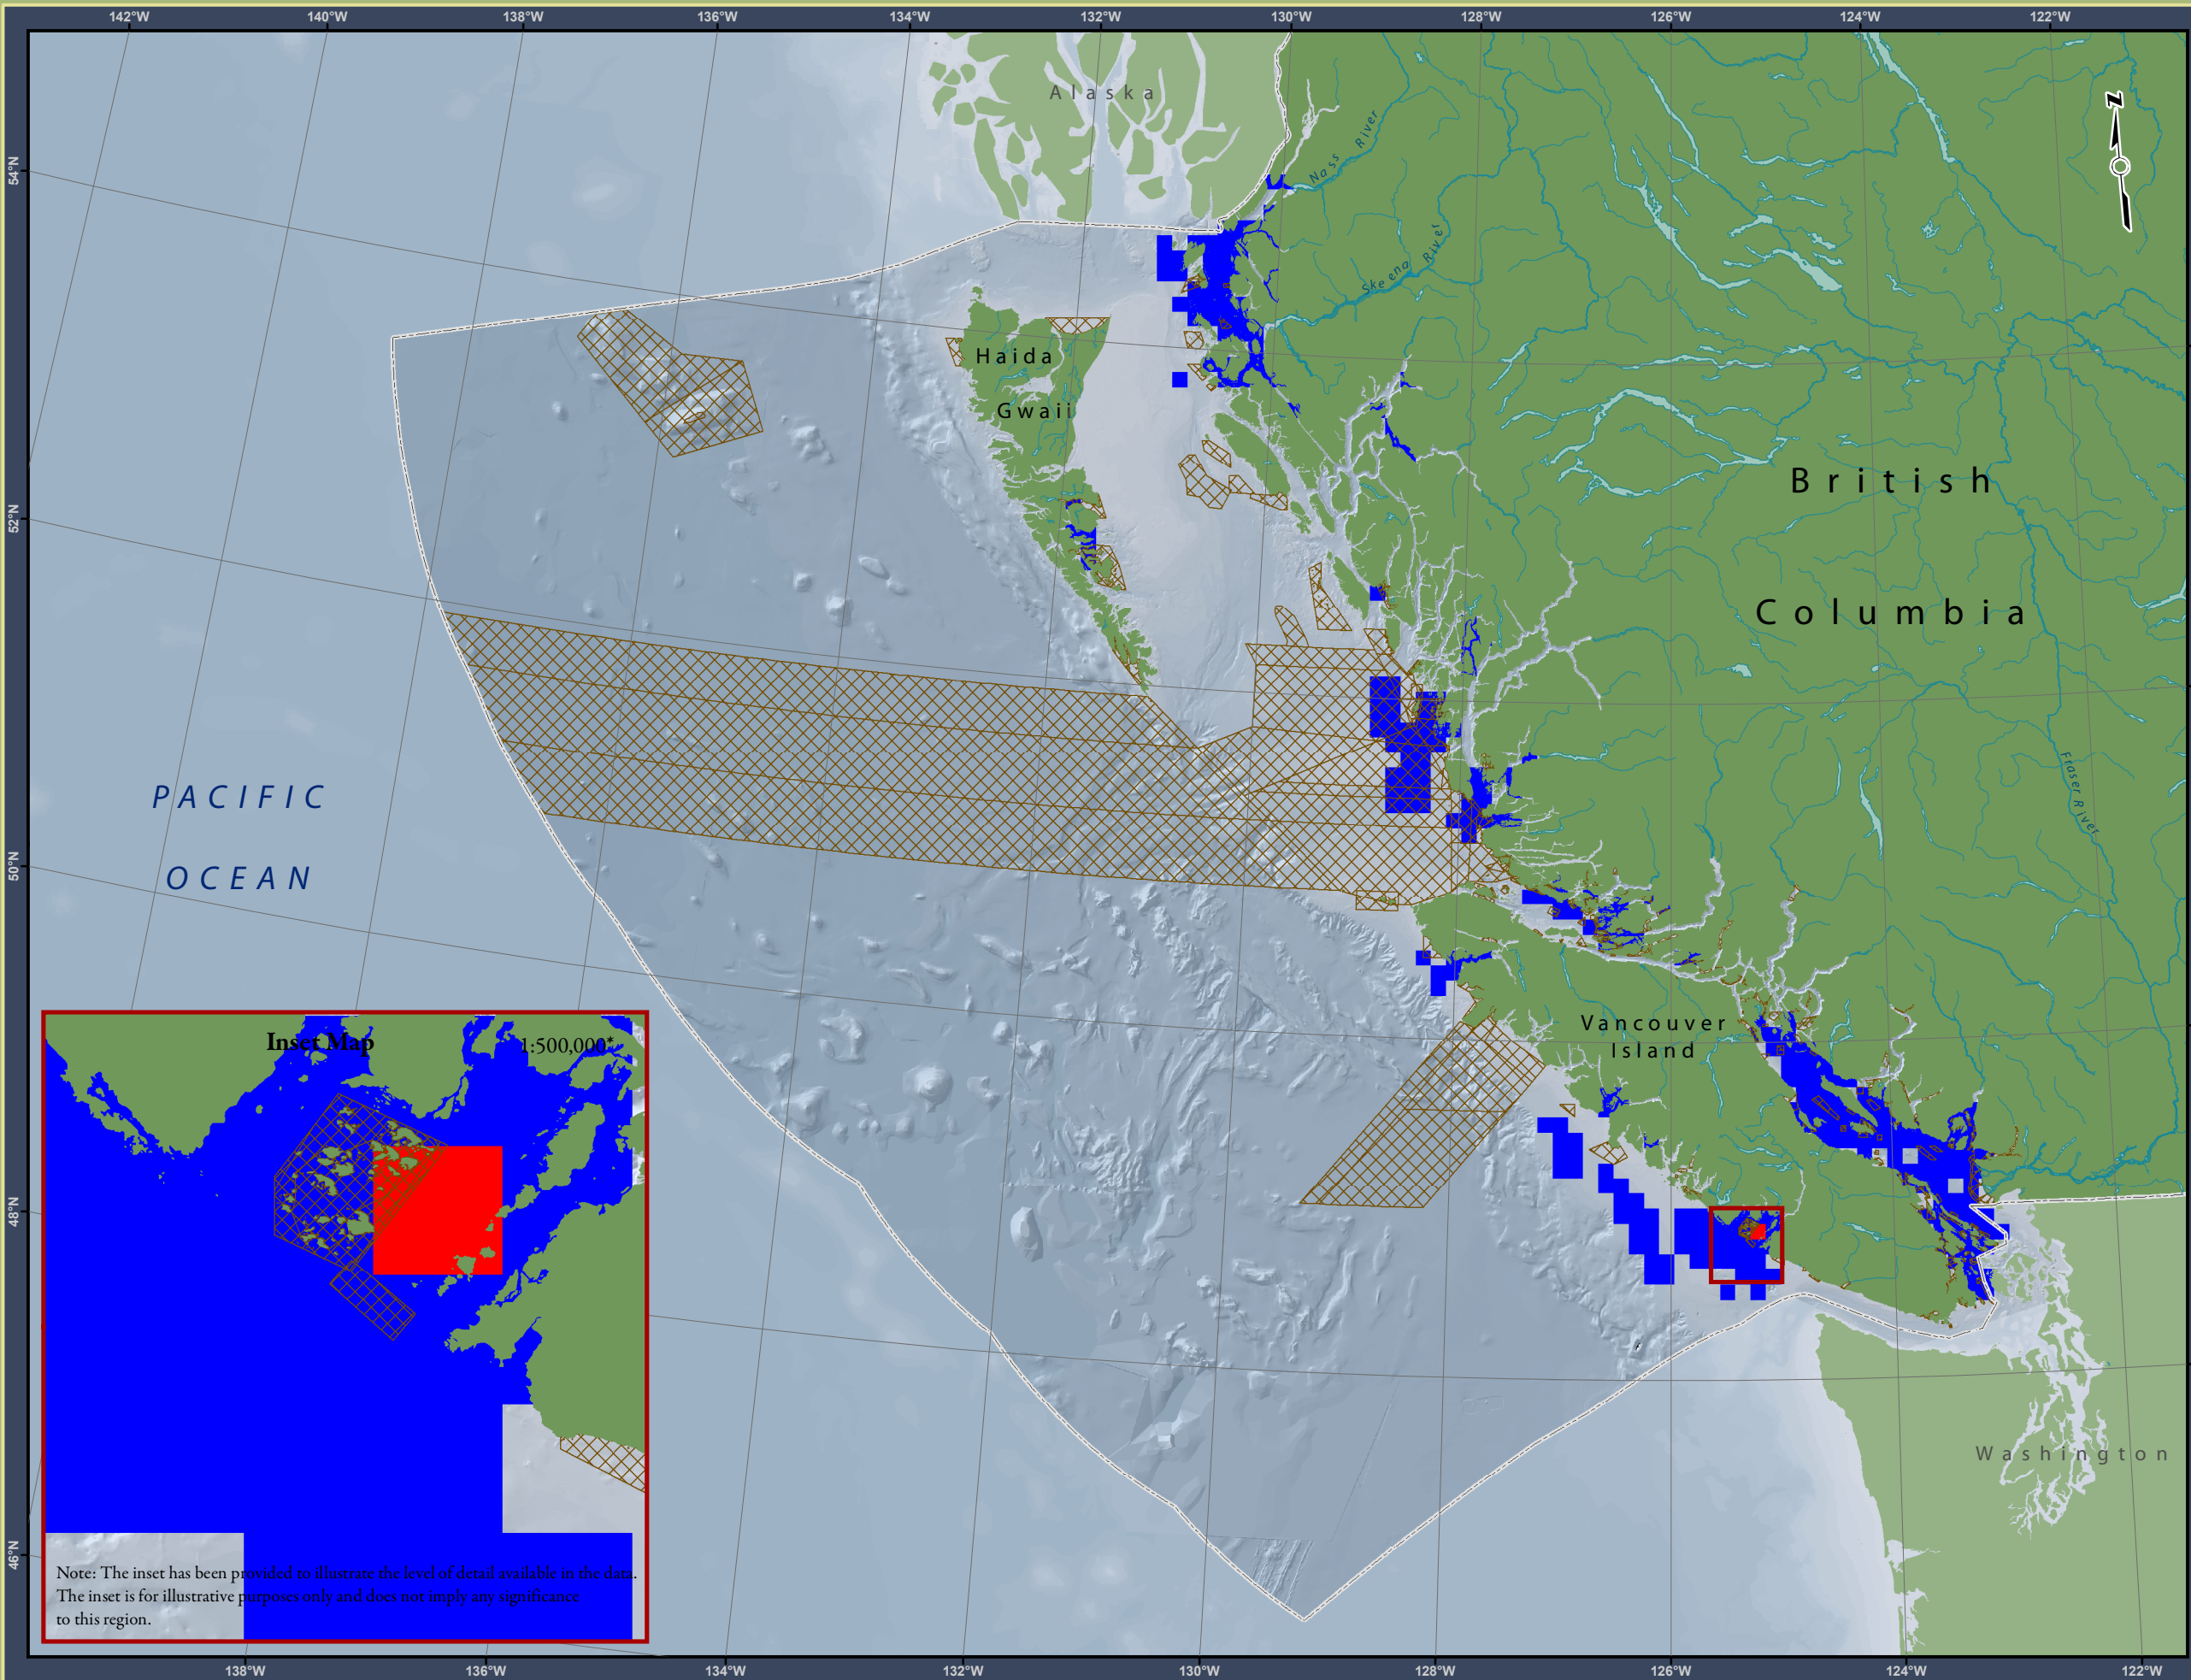 142°W 140°W 138°W 136°W 134°W 132°W 130°W 128°W 126°W 124°W 122°W
Alaska
N
54°N
Nass River
Skeena River
Haida
Gwaii
British
Columbia
52°N
PACIFIC
OCEAN
Fraser River
50°N
Vancouver
Island
Inset Map
1:500,000*
48°N
Washington
46°N
Note: The inset has been provided to illustrate the level of detail available in the data.
The inset is for illustrative purposes only and does not imply any significance
to this region.
138°W 136°W 134°W 132°W 130°W 128°W 126°W 124°W 122°W